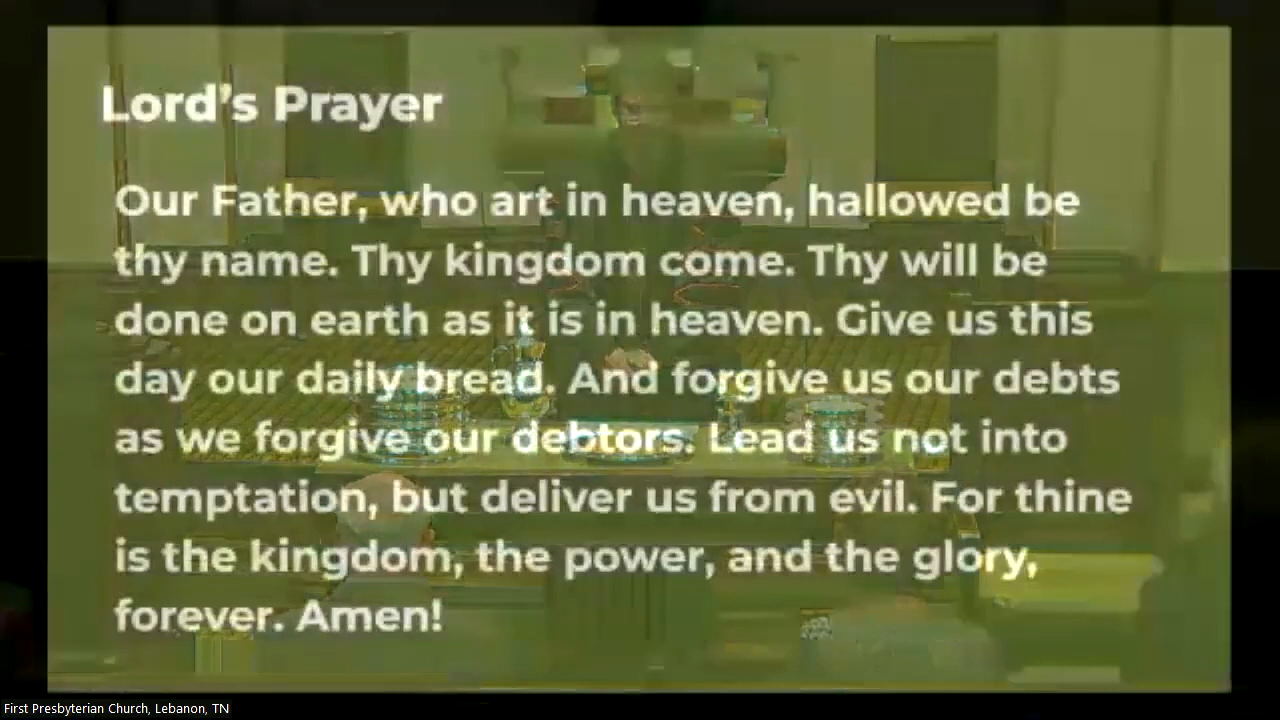 Lord's Prayer
Our Father, who art in heaven, hallowed be
thy name. Thy kingdom come. Thy will be
done on earth as it is in heaven. Give us this
day our daily bread. And forgive us our debts
as we forgive our debtors. Lead us not into
temptation, but deliver us from evil. For thine
is the kingdom, the power, and the glory,
forever. Amen!
First Presbyterian Church, Lebanon, TN